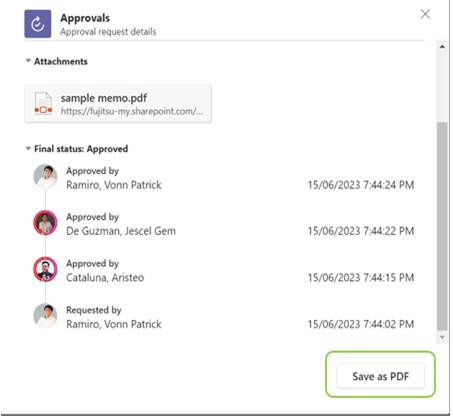 Approvals
Approval request details
Attachments
sample memo.pdf
https://fujitsu-my.sharepoint.com/...
Final status: Approved
Approved by
Ramiro, Vonn Patrick 15/06/2023 7:44:24 PM
Approved by
De Guzman, Jescel Gem 15/06/2023 7:44:22 PM
Approved by
Cataluna, Aristeo 15/06/2023 7:44:15 PM
Requested by
Ramiro, Vonn Patrick 15/06/2023 7:44:02 PM
Save as PDF